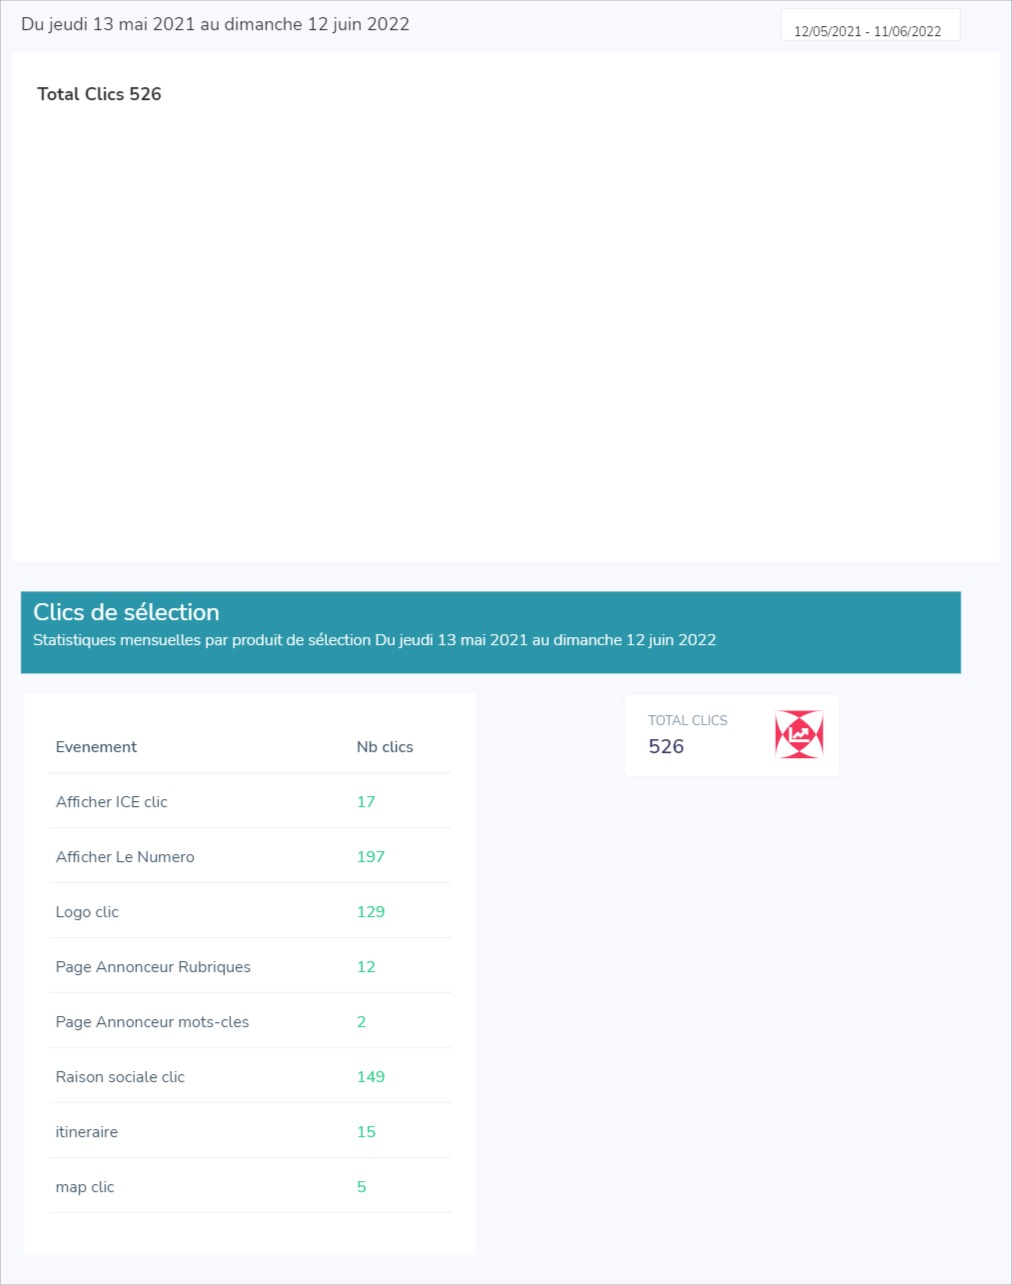 Du jeudi 13 mai 2021 au dimanche 12 juin 2022
12/05/2021 - 11/06/2022
Total Clics 526
Clics de sélection
Statistiques mensuelles par produit de sélection Du jeudi 13 mai 2021 au dimanche 12 juin 2022
TOTAL CLICS
526
Evenement Nb clics
Afficher ICE clic 17
Afficher Le Numero 197
Logo clic 129
Page Annonceur Rubriques 12
Page Annonceur mots-cles 2
Raison sociale clic 149
itineraire 15
map clic 5